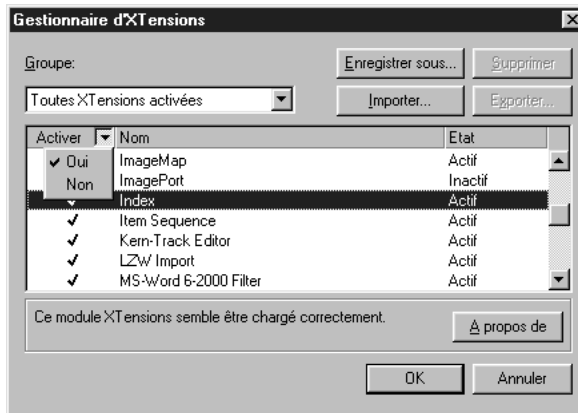 Gestionnaire d'XTensions
Groupe:
Enregistrer sous...
Supprimer
Toutes XTensions activées
Importer...
Exporter...
Activer Nom Etat
Oui ImageMap Actif
Non ImagePort Inactif
Index Actif
Item Sequence Actif
Kern-Track Editor Actif
LZW Import Actif
MS-Word 6-2000 Filter Actif
Ce module XTensions semble être chargé correctement.
A propos de
OK Annuler